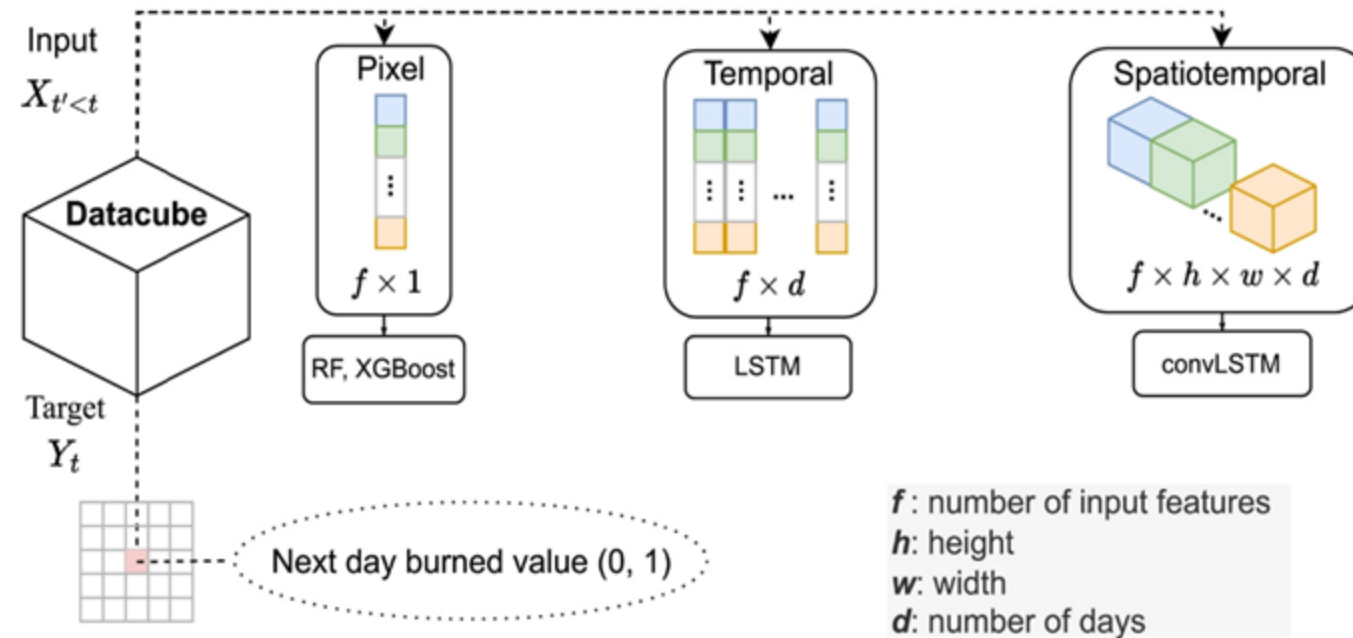 Input
X_{t'<t}
Datacube
Target
Y_t
Pixel
⋮
f × 1
RF, XGBoost
Temporal
⋮ ⋮ ... ⋮
f × d
LSTM
Spatiotemporal
...
f × h × w × d
convLSTM
Next day burned value (0, 1)
f : number of input features
h: height
w: width
d: number of days